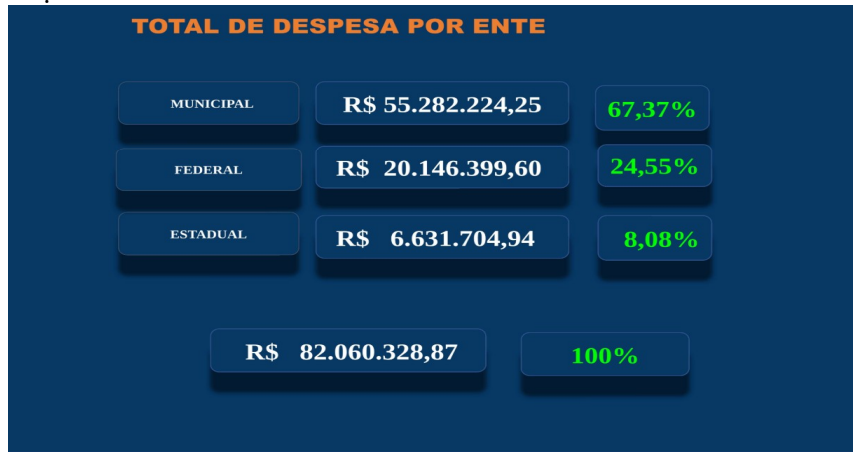 TOTAL DE DESPESA POR ENTE
MUNICIPAL R$ 55.282.224,25 67,37%
FEDERAL R$ 20.146.399,60 24,55%
ESTADUAL R$ 6.631.704,94 8,08%
R$ 82.060.328,87 100%